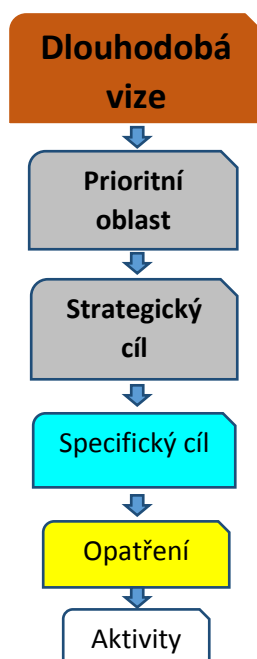 Dlouhodobá
vize
Prioritní
oblast
Strategický
cíl
Specifický cíl
Opatření
Aktivity